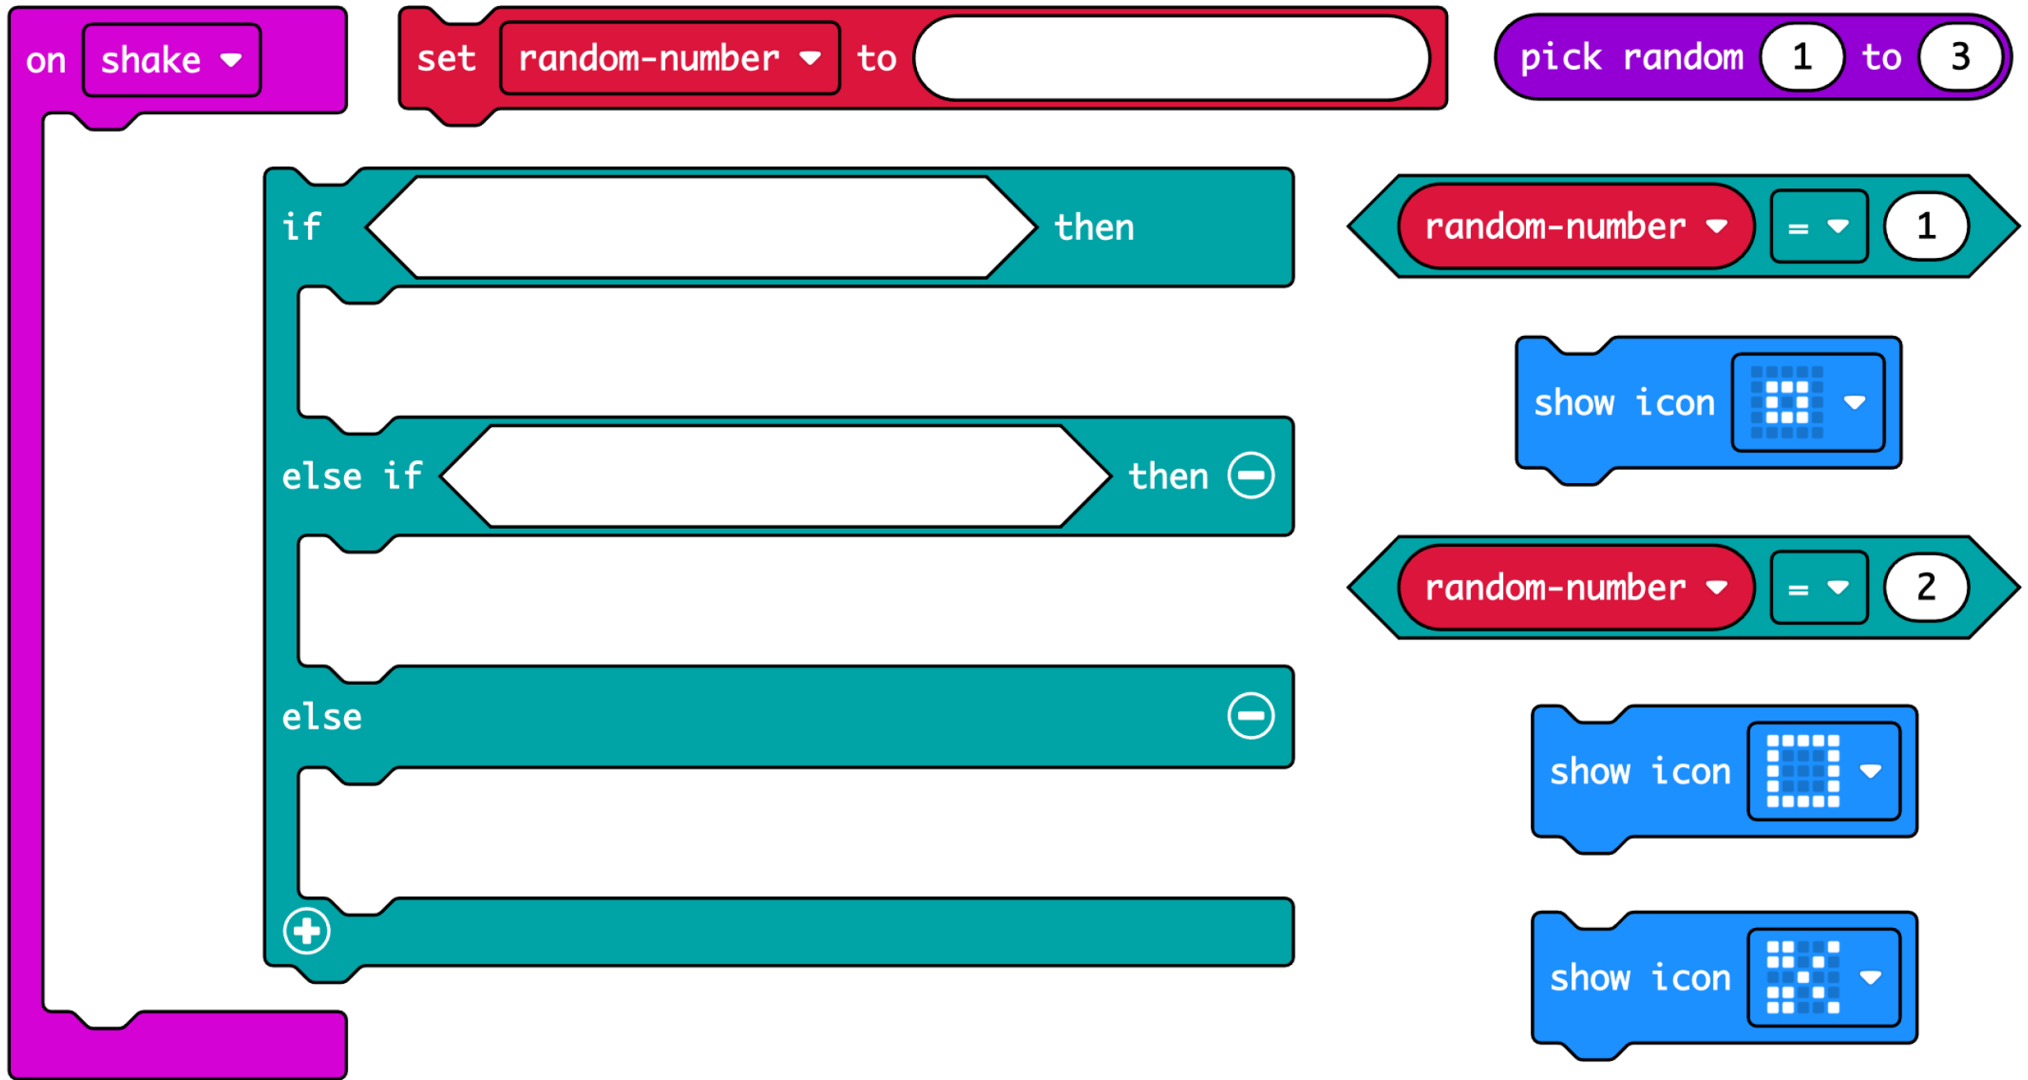 on shake
set random-number to
pick random 1 to 3
if then
random-number = 1
show icon
else if then
random-number = 2
else
show icon
show icon